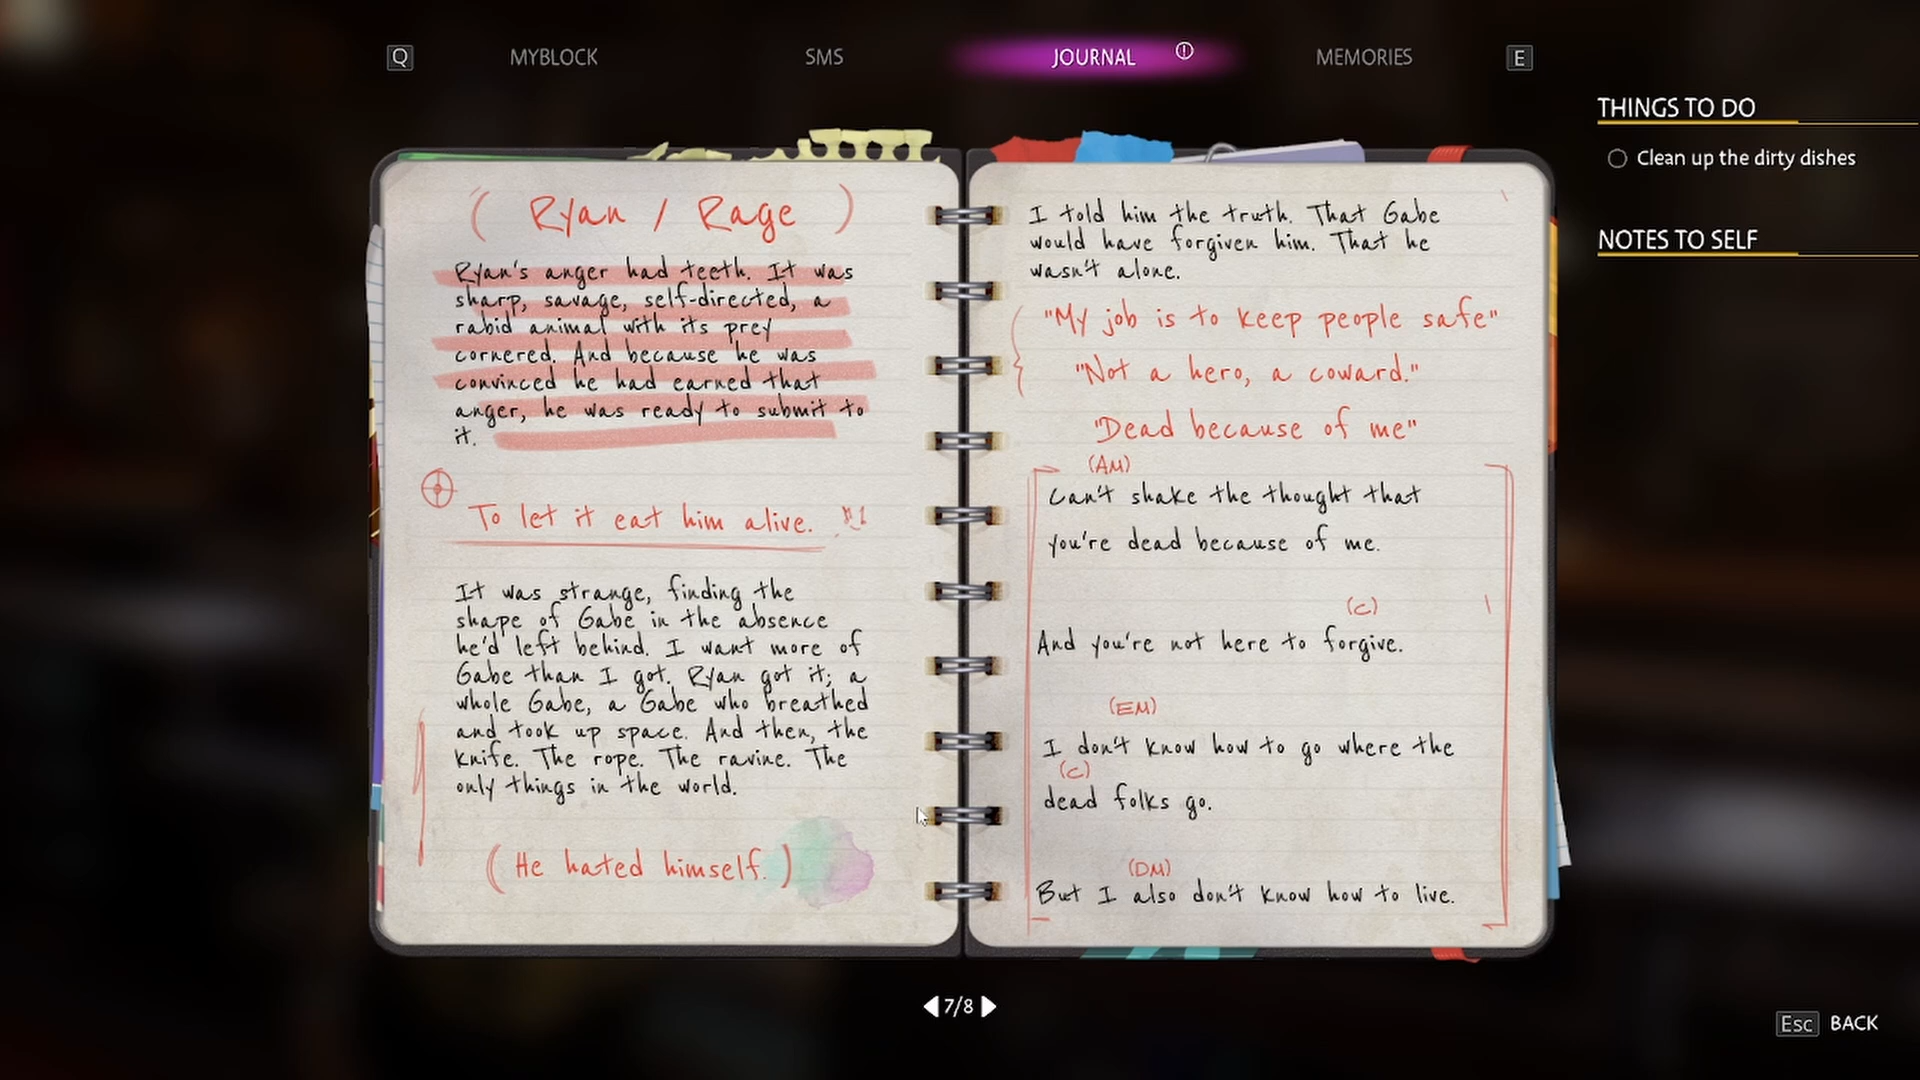 Q
MYBLOCK
SMS
JOURNAL
MEMORIES
E
THINGS TO DO
Clean up the dirty dishes
NOTES TO SELF
( Ryan / Rage )
Ryan's anger had teeth. It was
sharp, savage, self-directed, a
rabid animal with its prey
cornered. And because he was
convinced he had earned that
anger, he was ready to submit to
it.
To let it eat him alive.
It was strange, finding the
shape of Gabe in the absence
he'd left behind. I want more of
Gabe than I got. Ryan got it; a
whole Gabe, a Gabe who breathed
and took up space. And then, the
knife. The rope. The ravine. The
only things in the world.
(He hated himself.)
I told him the truth. That Gabe
would have forgiven him. That he
wasn't alone.
"My job is to keep people safe"
"Not a hero, a coward."
"Dead because of me"
(AM)
Can't shake the thought that
you're dead because of me.
(C)
And you're not here to forgive.
(EM)
I don't know how to go where the
(C)
dead folks go.
(DM)
But I also don't know how to live.
7/8
Esc BACK